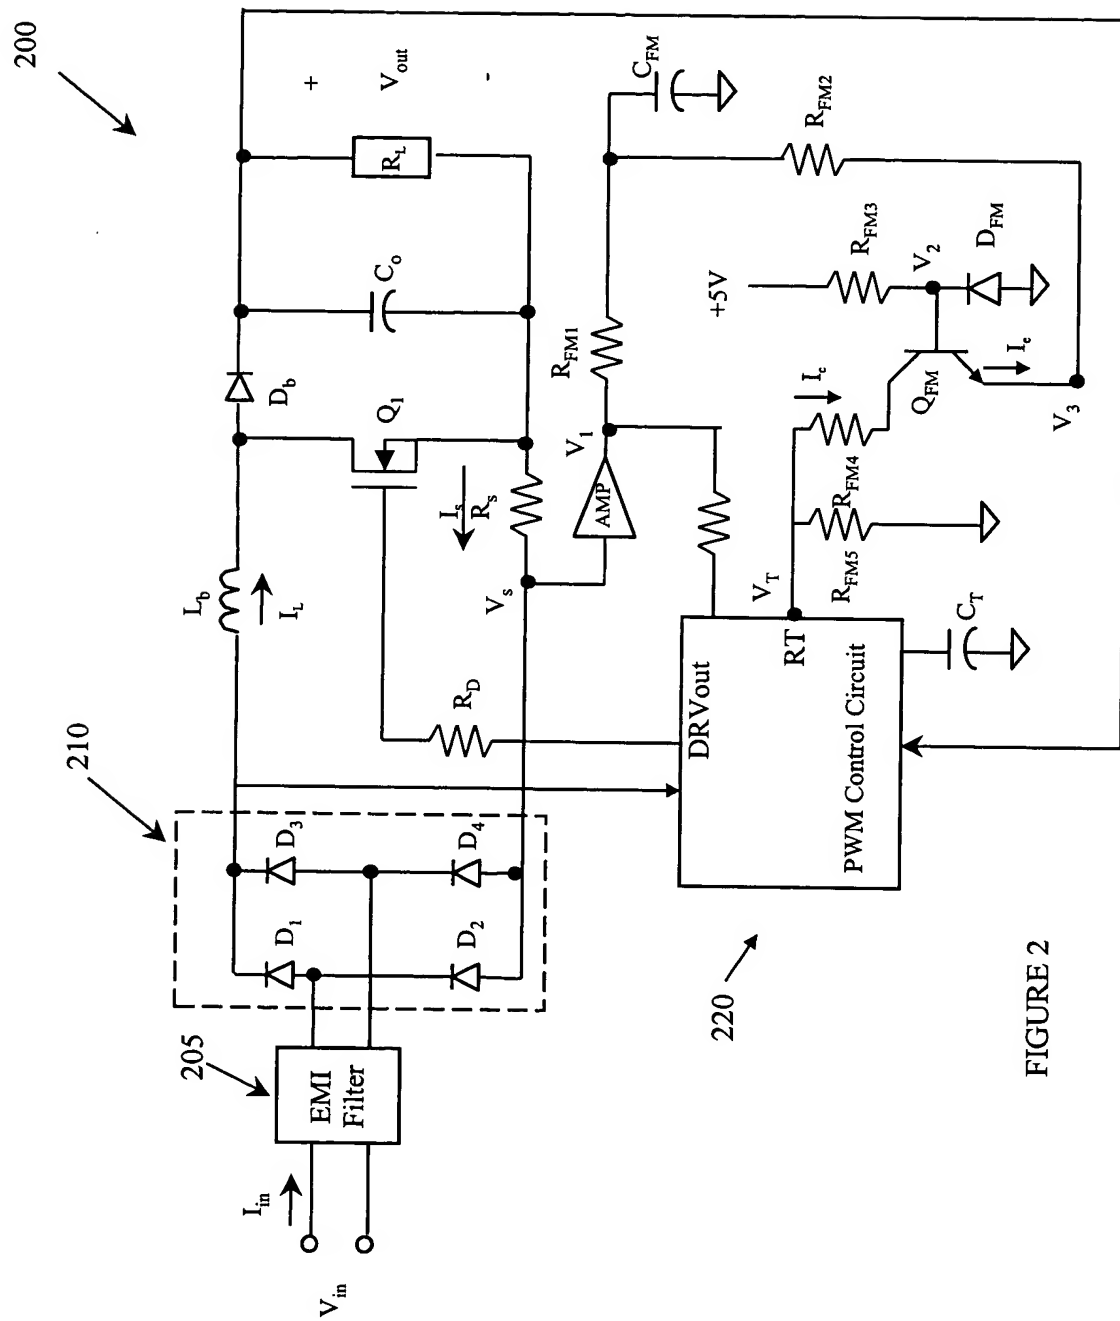 200
210
L_b
I_L
D_b
+
V_out
-
C_o
R_L
Q_1
I_s
R_s
V_s
R_D
D_1
D_3
D_2
D_4
205
EMI
Filter
I_in
V_in
AMP
V_1
R_FM1
C_FM
R_FM2
+5V
R_FM3
V_2
D_FM
I_c
Q_FM
I_e
V_3
R_FM4
R_FM5
V_T
RT
DRVout
PWM Control Circuit
C_T
220
FIGURE 2